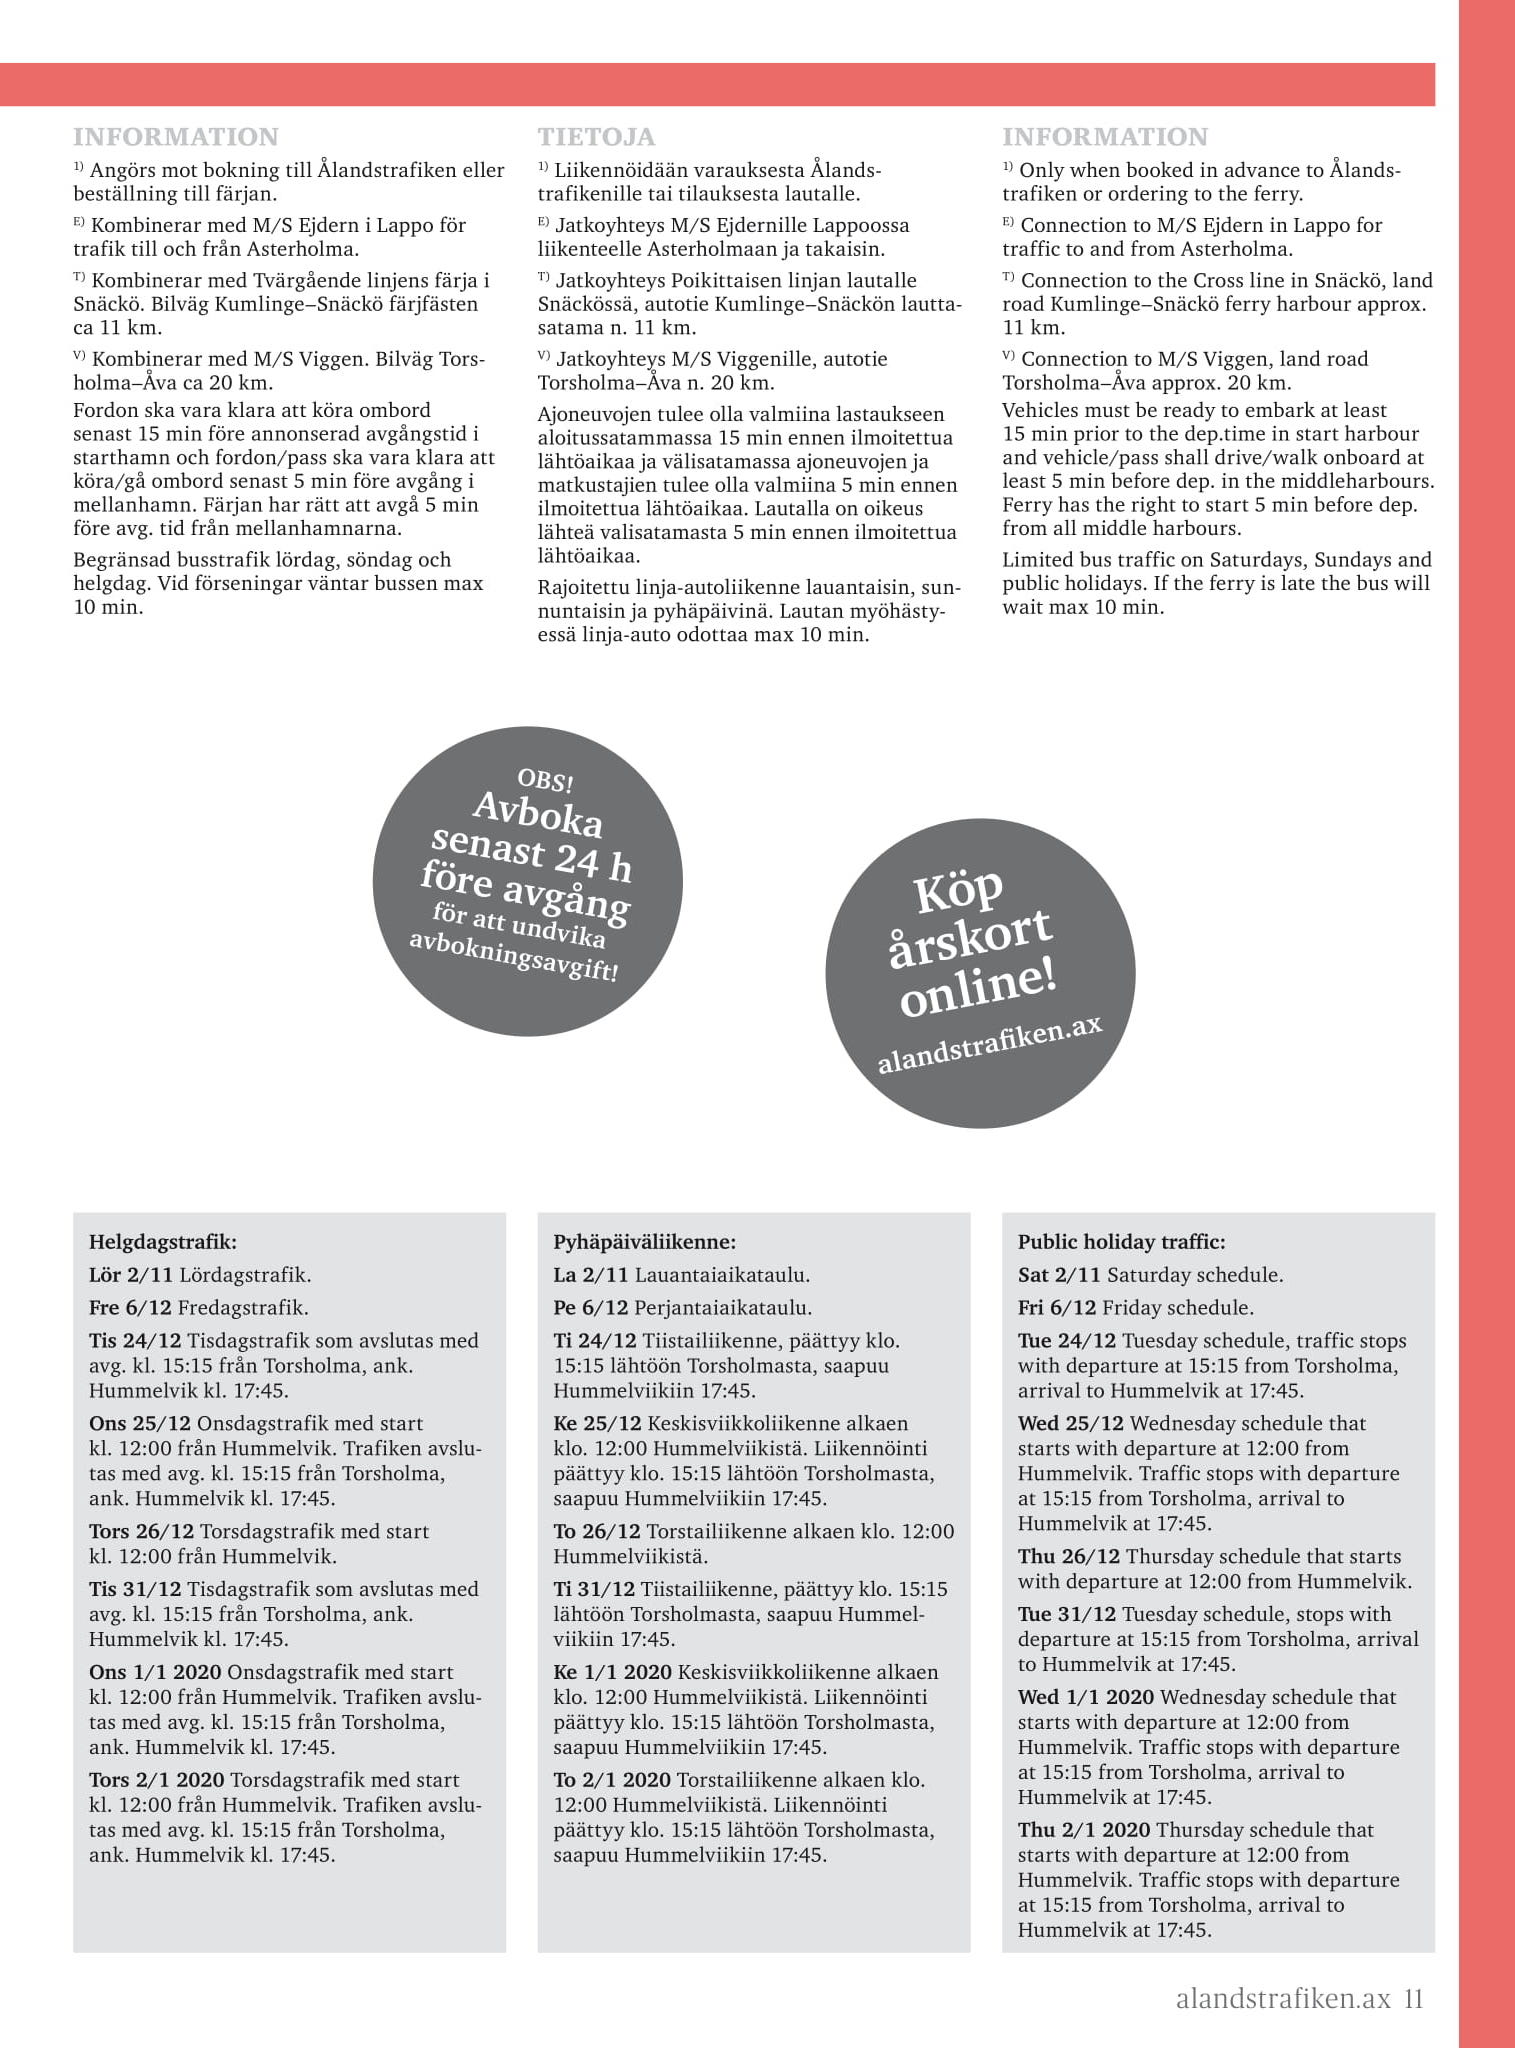 INFORMATION
1) Angörs mot bokning till Ålandstrafiken eller
beställning till färjan.
E) Kombinerar med M/S Ejdern i Lappo för
trafik till och från Asterholma.
T) Kombinerar med Tvärgående linjens färja i
Snäckö. Bilväg Kumlinge–Snäckö färjfästen
ca 11 km.
V) Kombinerar med M/S Viggen. Bilväg Tors-
holma–Åva ca 20 km.
Fordon ska vara klara att köra ombord
senast 15 min före annonserad avgångstid i
starthamn och fordon/pass ska vara klara att
köra/gå ombord senast 5 min före avgång i
mellanhamn. Färjan har rätt att avgå 5 min
före avg. tid från mellanhamnarna.
Begränsad busstrafik lördag, söndag och
helgdag. Vid förseningar väntar bussen max
10 min.
TIETOJA
1) Liikennöidään varauksesta Ålands-
trafikenille tai tilauksesta lautalle.
E) Jatkoyhteys M/S Ejdernille Lappoossa
liikenteelle Asterholmaan ja takaisin.
T) Jatkoyhteys Poikittaisen linjan lautalle
Snäckössä, autotie Kumlinge–Snäckön lautta-
satama n. 11 km.
V) Jatkoyhteys M/S Viggenille, autotie
Torsholma–Åva n. 20 km.
Ajoneuvojen tulee olla valmiina lastaukseen
aloitussatammassa 15 min ennen ilmoitettua
lähtöaikaa ja välisatamassa ajoneuvojen ja
matkustajien tulee olla valmiina 5 min ennen
ilmoitettua lähtöaikaa. Lautalla on oikeus
lähteä valisatamasta 5 min ennen ilmoitettua
lähtöaikaa.
Rajoitettu linja-autoliikenne lauantaisin, sun-
nuntaisin ja pyhäpäivinä. Lautan myöhästy-
essä linja-auto odottaa max 10 min.
INFORMATION
1) Only when booked in advance to Ålands-
trafiken or ordering to the ferry.
E) Connection to M/S Ejdern in Lappo for
traffic to and from Asterholma.
T) Connection to the Cross line in Snäckö, land
road Kumlinge–Snäckö ferry harbour approx.
11 km.
V) Connection to M/S Viggen, land road
Torsholma–Åva approx. 20 km.
Vehicles must be ready to embark at least
15 min prior to the dep.time in start harbour
and vehicle/pass shall drive/walk onboard at
least 5 min before dep. in the middleharbours.
Ferry has the right to start 5 min before dep.
from all middle harbours.
Limited bus traffic on Saturdays, Sundays and
public holidays. If the ferry is late the bus will
wait max 10 min.
OBS!
Avboka
senast 24 h
före avgång
för att undvika
avbokningsavgift!
Köp
årskort
online!
alandstrafiken.ax
Helgdagstrafik:
Lör 2/11 Lördagstrafik.
Fre 6/12 Fredagstrafik.
Tis 24/12 Tisdagstrafik som avslutas med
avg. kl. 15:15 från Torsholma, ank.
Hummelvik kl. 17:45.
Ons 25/12 Onsdagstrafik med start
kl. 12:00 från Hummelvik. Trafiken avslu-
tas med avg. kl. 15:15 från Torsholma,
ank. Hummelvik kl. 17:45.
Tors 26/12 Torsdagstrafik med start
kl. 12:00 från Hummelvik.
Tis 31/12 Tisdagstrafik som avslutas med
avg. kl. 15:15 från Torsholma, ank.
Hummelvik kl. 17:45.
Ons 1/1 2020 Onsdagstrafik med start
kl. 12:00 från Hummelvik. Trafiken avslu-
tas med avg. kl. 15:15 från Torsholma,
ank. Hummelvik kl. 17:45.
Tors 2/1 2020 Torsdagstrafik med start
kl. 12:00 från Hummelvik. Trafiken avslu-
tas med avg. kl. 15:15 från Torsholma,
ank. Hummelvik kl. 17:45.
Pyhäpäiväliikenne:
La 2/11 Lauantaiaikataulu.
Pe 6/12 Perjantaiaikataulu.
Ti 24/12 Tiistailiikenne, päättyy klo.
15:15 lähtöön Torsholmasta, saapuu
Hummelviikiin 17:45.
Ke 25/12 Keskisviikkoliikenne alkaen
klo. 12:00 Hummelviikistä. Liikennöinti
päättyy klo. 15:15 lähtöön Torsholmasta,
saapuu Hummelviikiin 17:45.
To 26/12 Torstailiikenne alkaen klo. 12:00
Hummelviikistä.
Ti 31/12 Tiistailiikenne, päättyy klo. 15:15
lähtöön Torsholmasta, saapuu Hummel-
viikiin 17:45.
Ke 1/1 2020 Keskisviikkoliikenne alkaen
klo. 12:00 Hummelviikistä. Liikennöinti
päättyy klo. 15:15 lähtöön Torsholmasta,
saapuu Hummelviikiin 17:45.
To 2/1 2020 Torstailiikenne alkaen klo.
12:00 Hummelviikistä. Liikennöinti
päättyy klo. 15:15 lähtöön Torsholmasta,
saapuu Hummelviikiin 17:45.
Public holiday traffic:
Sat 2/11 Saturday schedule.
Fri 6/12 Friday schedule.
Tue 24/12 Tuesday schedule, traffic stops
with departure at 15:15 from Torsholma,
arrival to Hummelvik at 17:45.
Wed 25/12 Wednesday schedule that
starts with departure at 12:00 from
Hummelvik. Traffic stops with departure
at 15:15 from Torsholma, arrival to
Hummelvik at 17:45.
Thu 26/12 Thursday schedule that starts
with departure at 12:00 from Hummelvik.
Tue 31/12 Tuesday schedule, stops with
departure at 15:15 from Torsholma, arrival
to Hummelvik at 17:45.
Wed 1/1 2020 Wednesday schedule that
starts with departure at 12:00 from
Hummelvik. Traffic stops with departure
at 15:15 from Torsholma, arrival to
Hummelvik at 17:45.
Thu 2/1 2020 Thursday schedule that
starts with departure at 12:00 from
Hummelvik. Traffic stops with departure
at 15:15 from Torsholma, arrival to
Hummelvik at 17:45.
alandstrafiken.ax 11